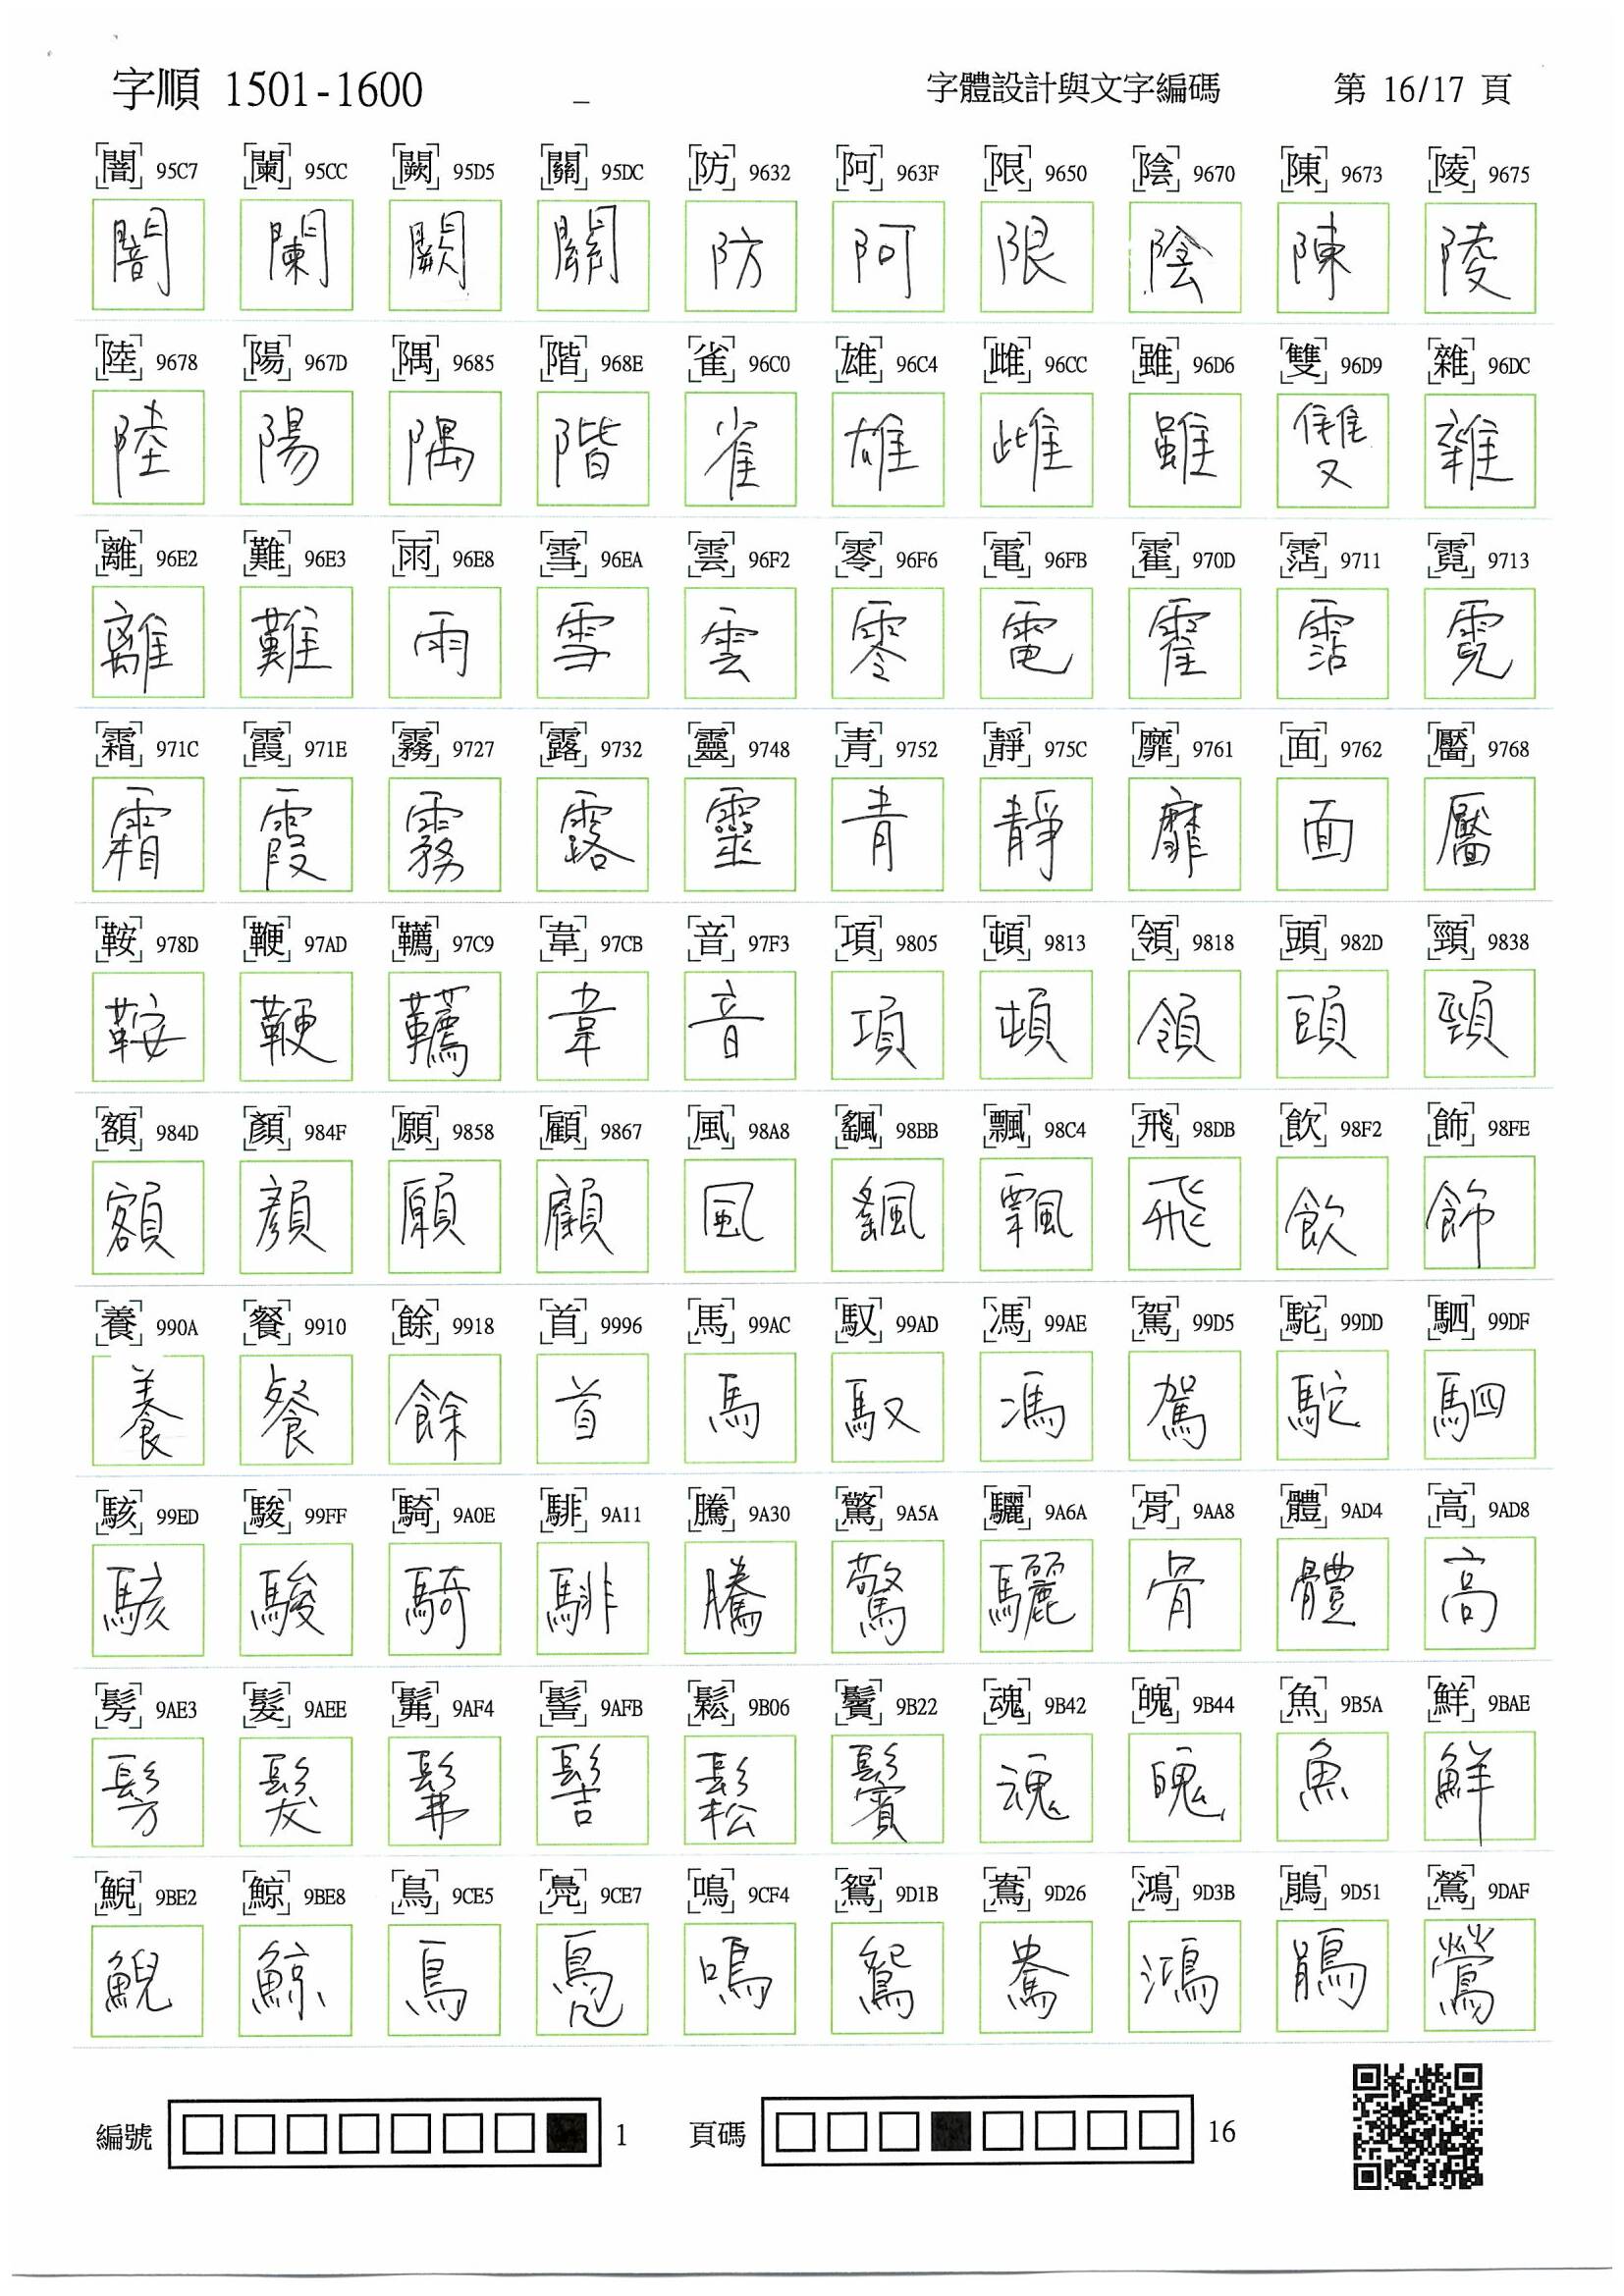 字順 1501-1600 – 字體設計與文字編碼 第 16/17 頁
闇 95C7 闌 95CC 闕 95D5 關 95DC 防 9632 阿 963F 限 9650 陰 9670 陳 9673 陵 9675
闇 闌 闕 關 防 阿 限 陰 陳 陵
陸 9678 陽 967D 隅 9685 階 968E 雀 96C0 雄 96C4 雌 96CC 雖 96D6 雙 96D9 雜 96DC
陸 陽 隅 階 雀 雄 雌 雖 雙 雜
離 96E2 難 96E3 雨 96E8 雪 96EA 雲 96F2 零 96F6 電 96FB 霍 970D 霑 9711 霓 9713
離 難 雨 雪 雲 零 電 霍 霑 霓
霜 971C 霞 971E 霧 9727 露 9732 靈 9748 青 9752 靜 975C 靡 9761 面 9762 靨 9768
霜 霞 霧 露 靈 青 靜 靡 面 靨
鞍 978D 鞭 97AD 韉 97C9 韋 97CB 音 97F3 項 9805 頓 9813 領 9818 頭 982D 頸 9838
鞍 鞭 韉 韋 音 項 頓 領 頭 頸
額 984D 顏 984F 願 9858 顧 9867 風 98A8 颻 98BB 飄 98C4 飛 98DB 飲 98F2 飾 98FE
額 顏 願 顧 風 颻 飄 飛 飲 飾
養 990A 餐 9910 餘 9918 首 9996 馬 99AC 馭 99AD 馮 99AE 駕 99D5 駝 99DD 駟 99DF
養 餐 餘 首 馬 馭 馮 駕 駝 駟
駭 99ED 駿 99FF 騎 9A0E 騑 9A11 騰 9A30 驚 9A5A 驪 9A6A 骨 9AA8 體 9AD4 高 9AD8
駭 駿 騎 騑 騰 驚 驪 骨 體 高
髣 9AE3 髮 9AEE 髴 9AF4 髻 9AFB 鬆 9B06 鬢 9B22 魂 9B42 魄 9B44 魚 9B5A 鮮 9BAE
髣 髮 髴 髻 鬆 鬢 魂 魄 魚 鮮
鯢 9BE2 鯨 9BE8 鳥 9CE5 鳧 9CE7 鳴 9CF4 鴛 9D1B 鴦 9D26 鴻 9D3B 鵑 9D51 鶯 9DAF
鯢 鯨 鳥 鳧 鳴 鴛 鴦 鴻 鵑 鶯
編號 1 頁碼 16